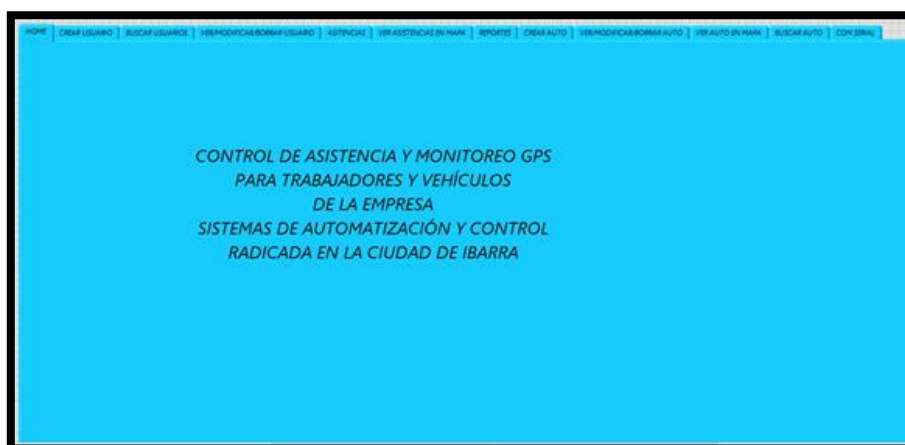 HOME CREAR USUARIO BUSCAR USUARIOS VER/MODIFICAR/BORRAR USUARIO ASITENCIAS VER ASISTENCIAS EN MAPA REPORTES CREAR AUTO VER/MODIFICAR/BORRAR AUTO VER AUTO EN MAPA BUSCAR AUTO COM SERIAL
CONTROL DE ASISTENCIA Y MONITOREO GPS
PARA TRABAJADORES Y VEHÍCULOS
DE LA EMPRESA
SISTEMAS DE AUTOMATIZACIÓN Y CONTROL
RADICADA EN LA CIUDAD DE IBARRA